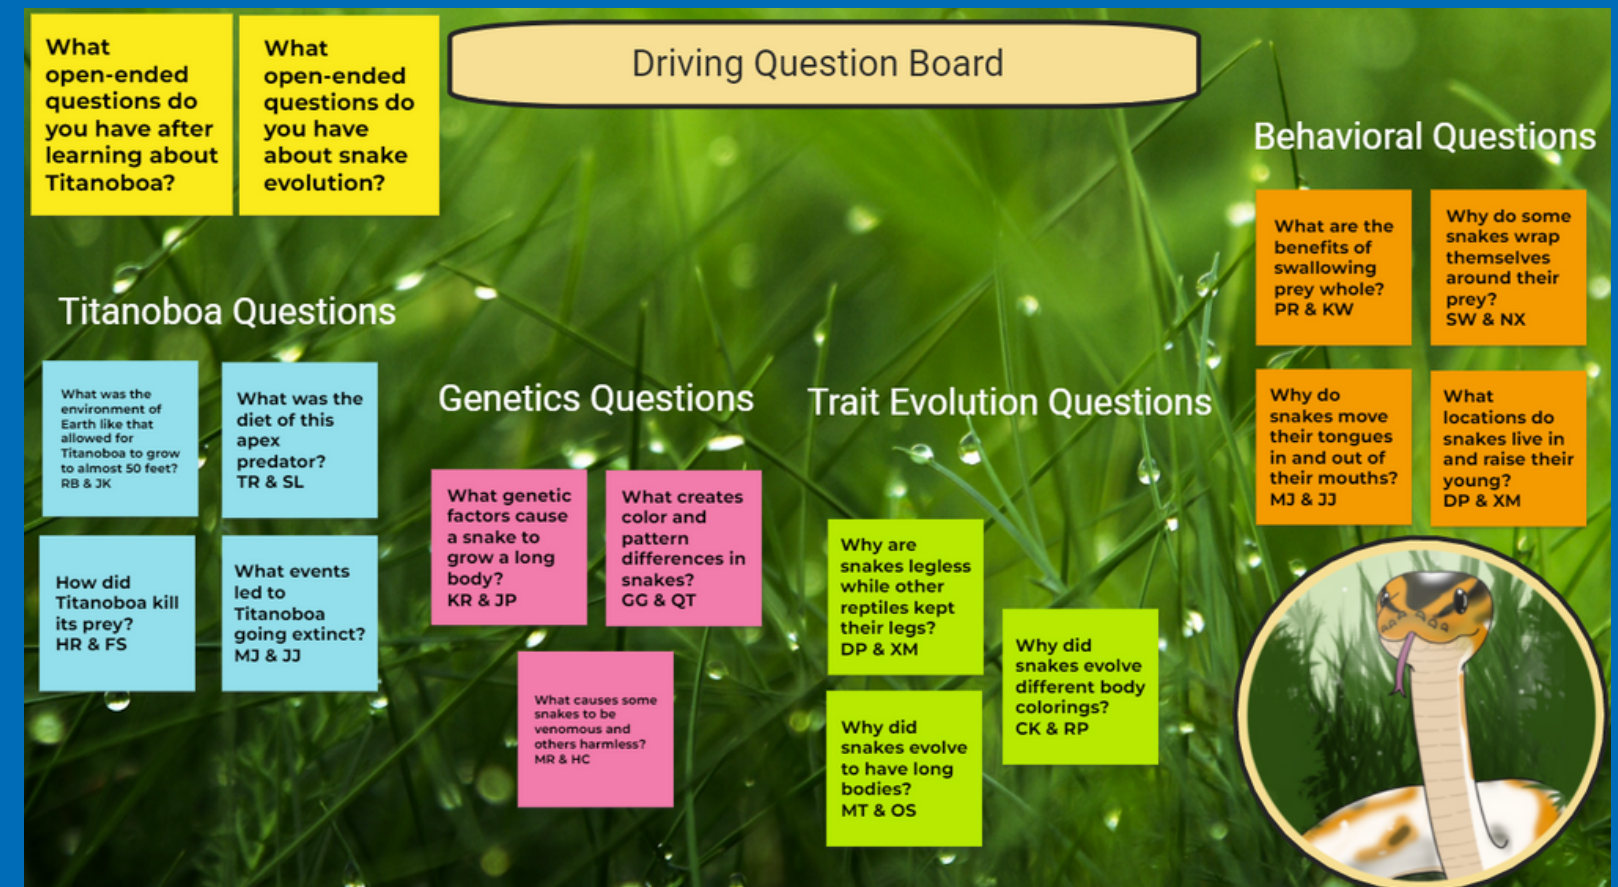 What
open-ended
questions do
you have after
learning about
Titanoboa?
What
open-ended
questions do
you have
about snake
evolution?
Driving Question Board
Titanoboa Questions
What was the
environment of
Earth like that
allowed for
Titanoboa to grow
to almost 50 feet?
RB & JK
What was the
diet of this
apex
predator?
TR & SL
How did
Titanoboa kill
its prey?
HR & FS
What events
led to
Titanoboa
going extinct?
MJ & JJ
Genetics Questions
What genetic
factors cause
a snake to
grow a long
body?
KR & JP
What creates
color and
pattern
differences in
snakes?
GG & QT
What causes some
snakes to be
venomous and
others harmless?
MR & HC
Trait Evolution Questions
Why are
snakes legless
while other
reptiles kept
their legs?
DP & XM
Why did
snakes evolve
different body
colorings?
CK & RP
Why did
snakes evolve
to have long
bodies?
MT & OS
Behavioral Questions
What are the
benefits of
swallowing
prey whole?
PR & KW
Why do some
snakes wrap
themselves
around their
prey?
SW & NX
Why do
snakes move
their tongues
in and out of
their mouths?
MJ & JJ
What
locations do
snakes live in
and raise their
young?
DP & XM